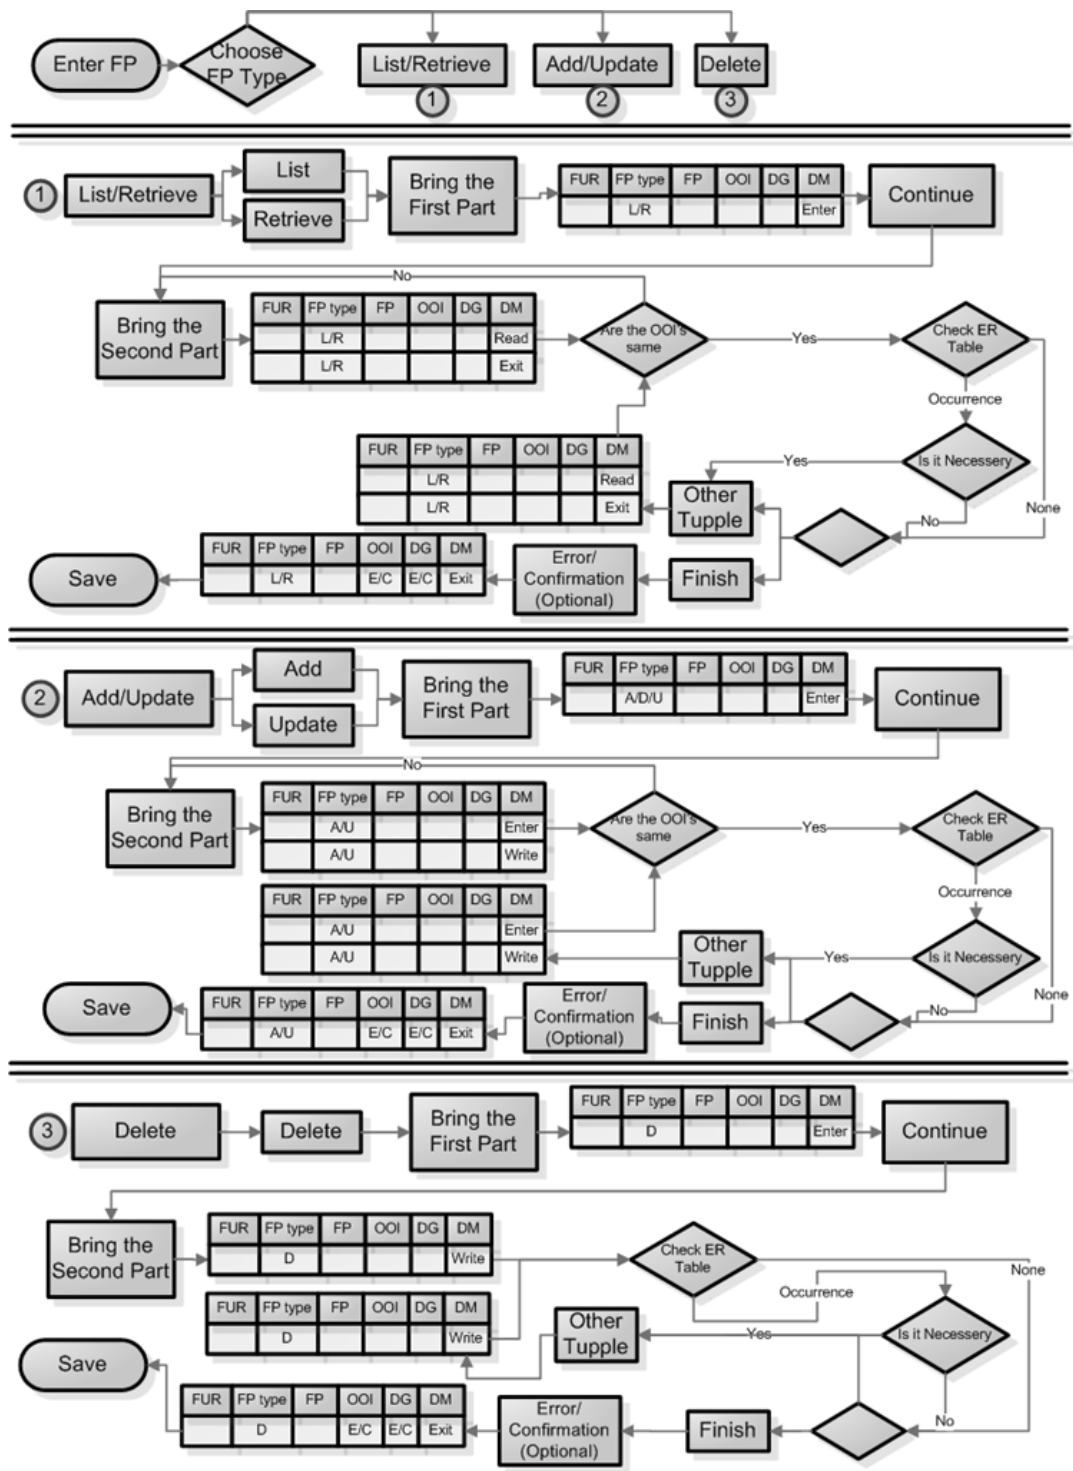 Enter FP
Choose
FP Type
List/Retrieve
Add/Update
Delete
1
2
3
1
List/Retrieve
List
Retrieve
Bring the
First Part
FUR FP type FP OOI DG DM
L/R Enter
Continue
No
Bring the
Second Part
FUR FP type FP OOI DG DM
L/R Read
L/R Exit
Are the OOI's
same
Yes
Check ER
Table
Occurrence
Is it Necessery
Yes
No
None
Other
Tupple
FUR FP type FP OOI DG DM
L/R Read
L/R Exit
Finish
Error/
Confirmation
(Optional)
FUR FP type FP OOI DG DM
L/R E/C E/C Exit
Save
2
Add/Update
Add
Update
Bring the
First Part
FUR FP type FP OOI DG DM
A/D/U Enter
Continue
No
Bring the
Second Part
FUR FP type FP OOI DG DM
A/U Enter
A/U Write
Are the OOI's
same
Yes
Check ER
Table
Occurrence
FUR FP type FP OOI DG DM
A/U Enter
A/U Write
Other
Tupple
Yes
Is it Necessery
No
None
Finish
Error/
Confirmation
(Optional)
FUR FP type FP OOI DG DM
A/U E/C E/C Exit
Save
3
Delete
Delete
Bring the
First Part
FUR FP type FP OOI DG DM
D Enter
Continue
Bring the
Second Part
FUR FP type FP OOI DG DM
D Write
Check ER
Table
None
Occurrence
FUR FP type FP OOI DG DM
D Write
Other
Tupple
Yes
Is it Necessery
No
Finish
Error/
Confirmation
(Optional)
FUR FP type FP OOI DG DM
D E/C E/C Exit
Save